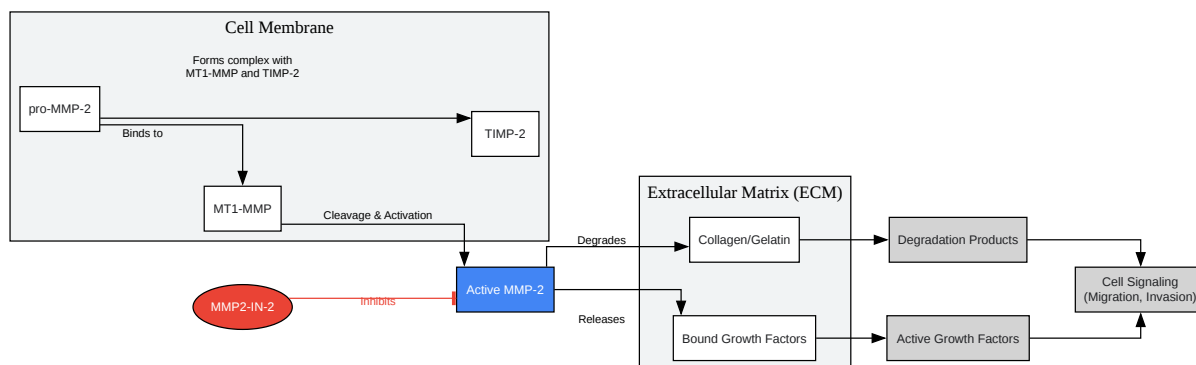 Cell Membrane
Forms complex with
MT1-MMP and TIMP-2
pro-MMP-2
Binds to
TIMP-2
MT1-MMP
Cleavage & Activation
Extracellular Matrix (ECM)
Degrades
Collagen/Gelatin
Degradation Products
MMP2-IN-2
Inhibits
Active MMP-2
Cell Signaling
(Migration, Invasion)
Releases
Bound Growth Factors
Active Growth Factors